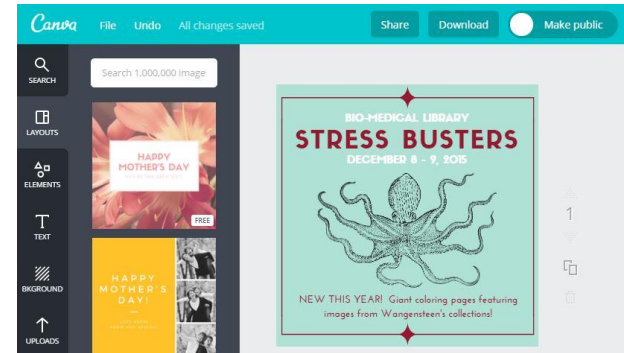 Canva File Undo All changes saved Share Download Make public
SEARCH
LAYOUTS
ELEMENTS
TEXT
BKGROUND
UPLOADS
Search 1,000,000 image
HAPPY
MOTHER'S DAY
FREE
HAPPY
MOTHER'S
DAY!
BIO-MEDICAL LIBRARY
STRESS BUSTERS
DECEMBER 8 - 9, 2015
NEW THIS YEAR! Giant coloring pages featuring
images from Wangensteen's collections!
1